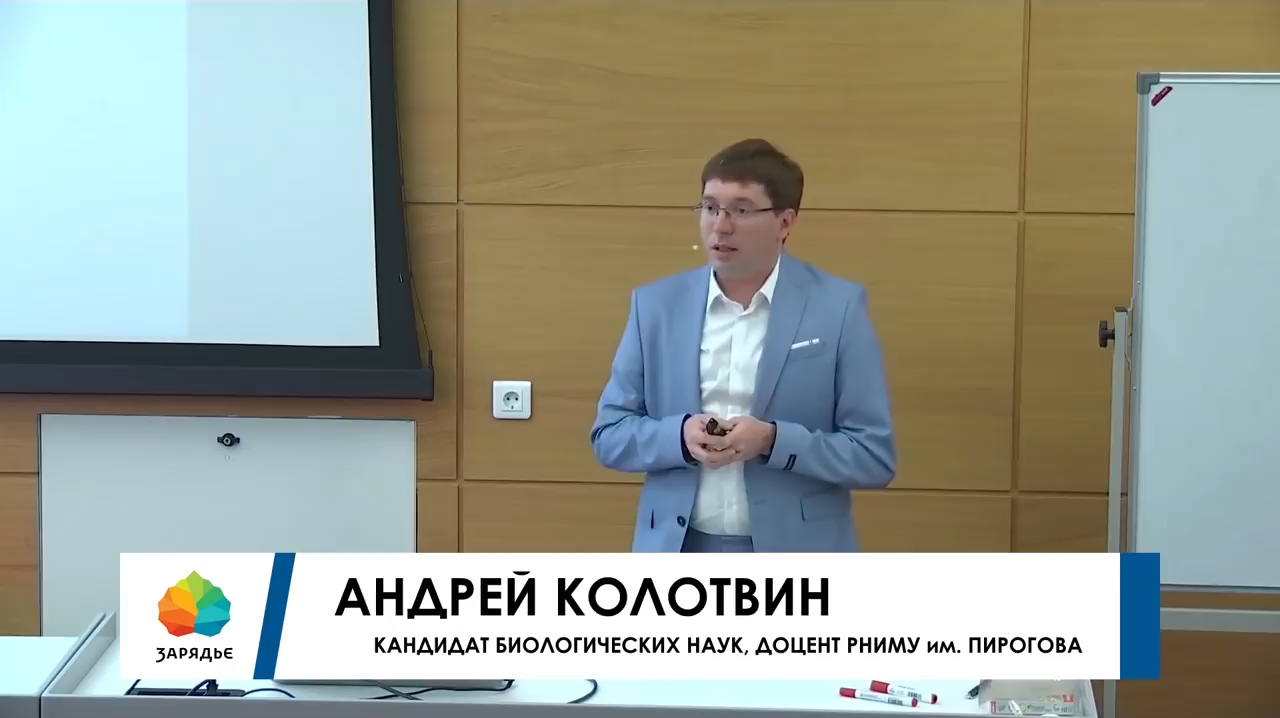 АНДРЕЙ КОЛОТВИН
КАНДИДАТ БИОЛОГИЧЕСКИХ НАУК, ДОЦЕНТ РНИМУ им. ПИРОГОВА
ЗАРЯДЬЕ